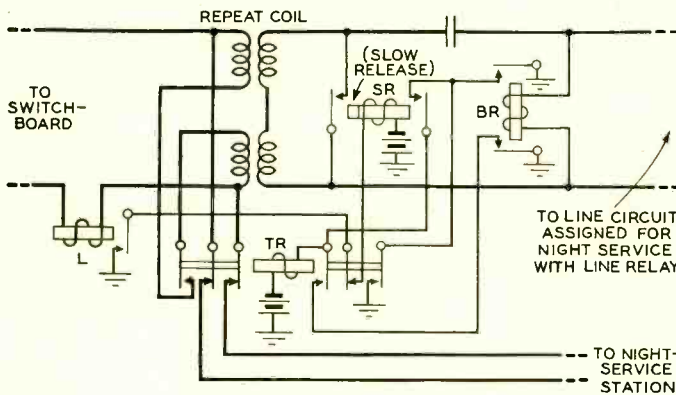 REPEAT COIL
(SLOW
RELEASE)
SR
TO
SWITCH-
BOARD
BR
L
TR
TO LINE CIRCUIT
ASSIGNED FOR
NIGHT SERVICE
WITH LINE RELAY
TO NIGHT-
SERVICE
STATION